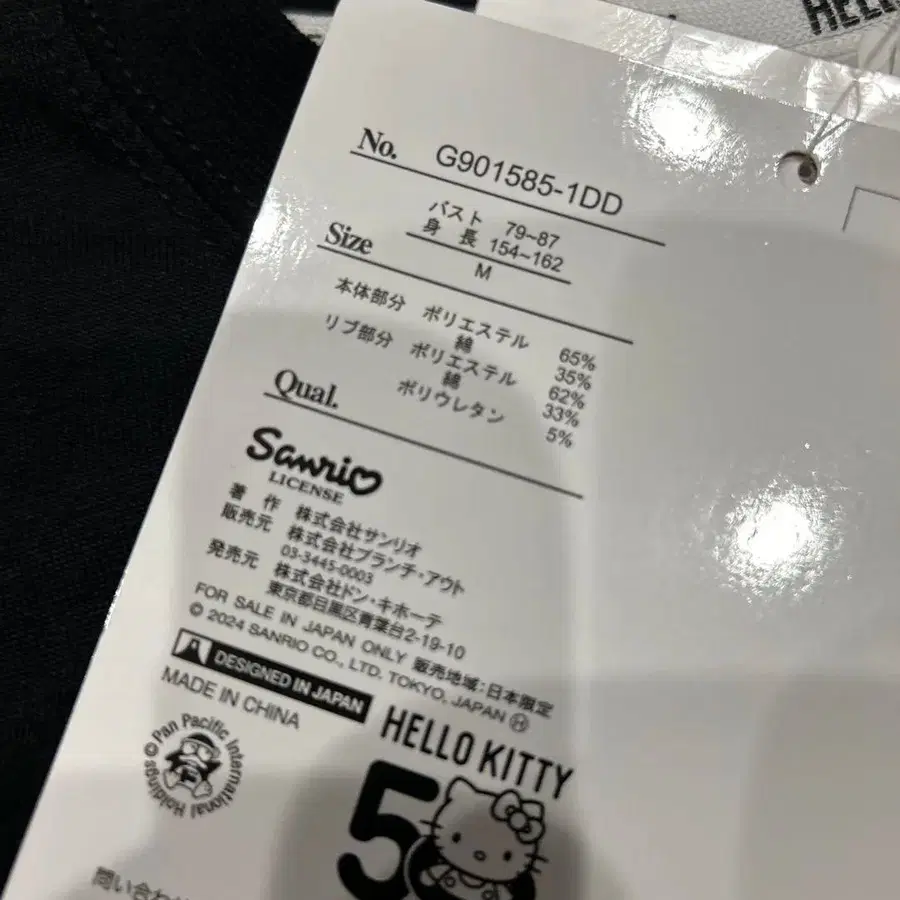 HELL
No. G901585-1DD
バスト 79~87
身 長 154~162
Size M
本体部分 ポリエステル 65%
綿 35%
リブ部分 ポリエステル 62%
綿 33%
ポリウレタン 5%
Qual.
Sanrio
LICENSE
著 作 株式会社サンリオ
販売元 株式会社ブランチ・アウト
03-3445-0003
発売元 株式会社ドン・キホーテ
東京都目黒区青葉台2-19-10
FOR SALE IN JAPAN ONLY 販売地域:日本限定
© 2024 SANRIO CO., LTD. TOKYO, JAPAN Ⓗ
DESIGNED IN JAPAN
MADE IN CHINA
© Pan Pacific International Holdings
HELLO KITTY
50
問い合わせ